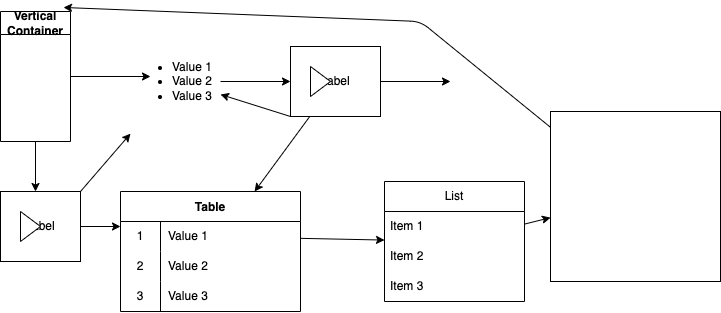 Vertical
Container
• Value 1
• Value 2
• Value 3
abel
bel
Table
1 Value 1
2 Value 2
3 Value 3
List
Item 1
Item 2
Item 3